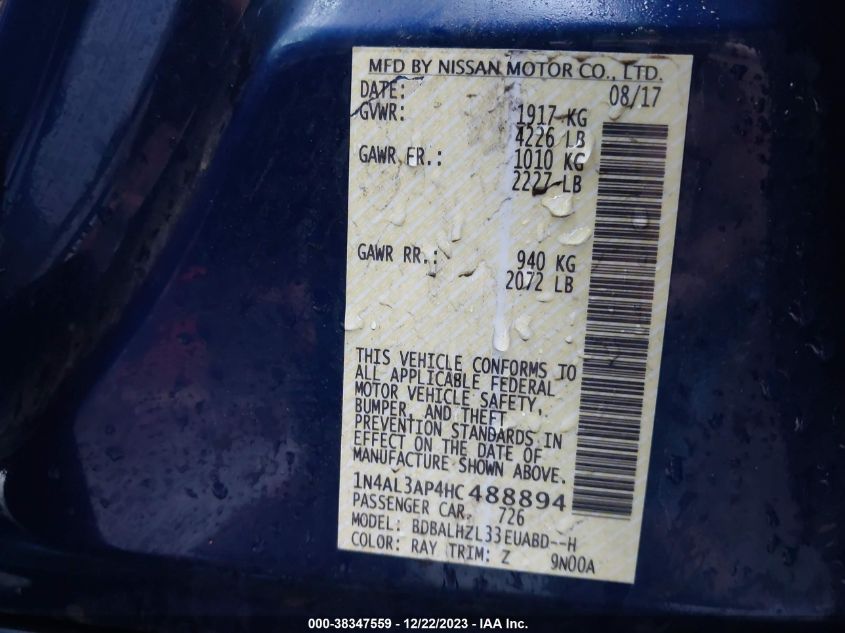 MFD BY NISSAN MOTOR CO., LTD.
DATE: 08/17
GVWR: 1917 KG
4226 LB
GAWR FR.: 1010 KG
2227 LB
GAWR RR.: 940 KG
2072 LB
THIS VEHICLE CONFORMS TO
ALL APPLICABLE FEDERAL
MOTOR VEHICLE SAFETY,
BUMPER, AND THEFT
PREVENTION STANDARDS IN
EFFECT ON THE DATE OF
MANUFACTURE SHOWN ABOVE.
1N4AL3AP4HC488894
PASSENGER CAR. 726
MODEL: BDBALHZL33EUABD--H
COLOR: RAY TRIM: Z 9N00A
000-38347559 - 12/22/2023 - IAA Inc.